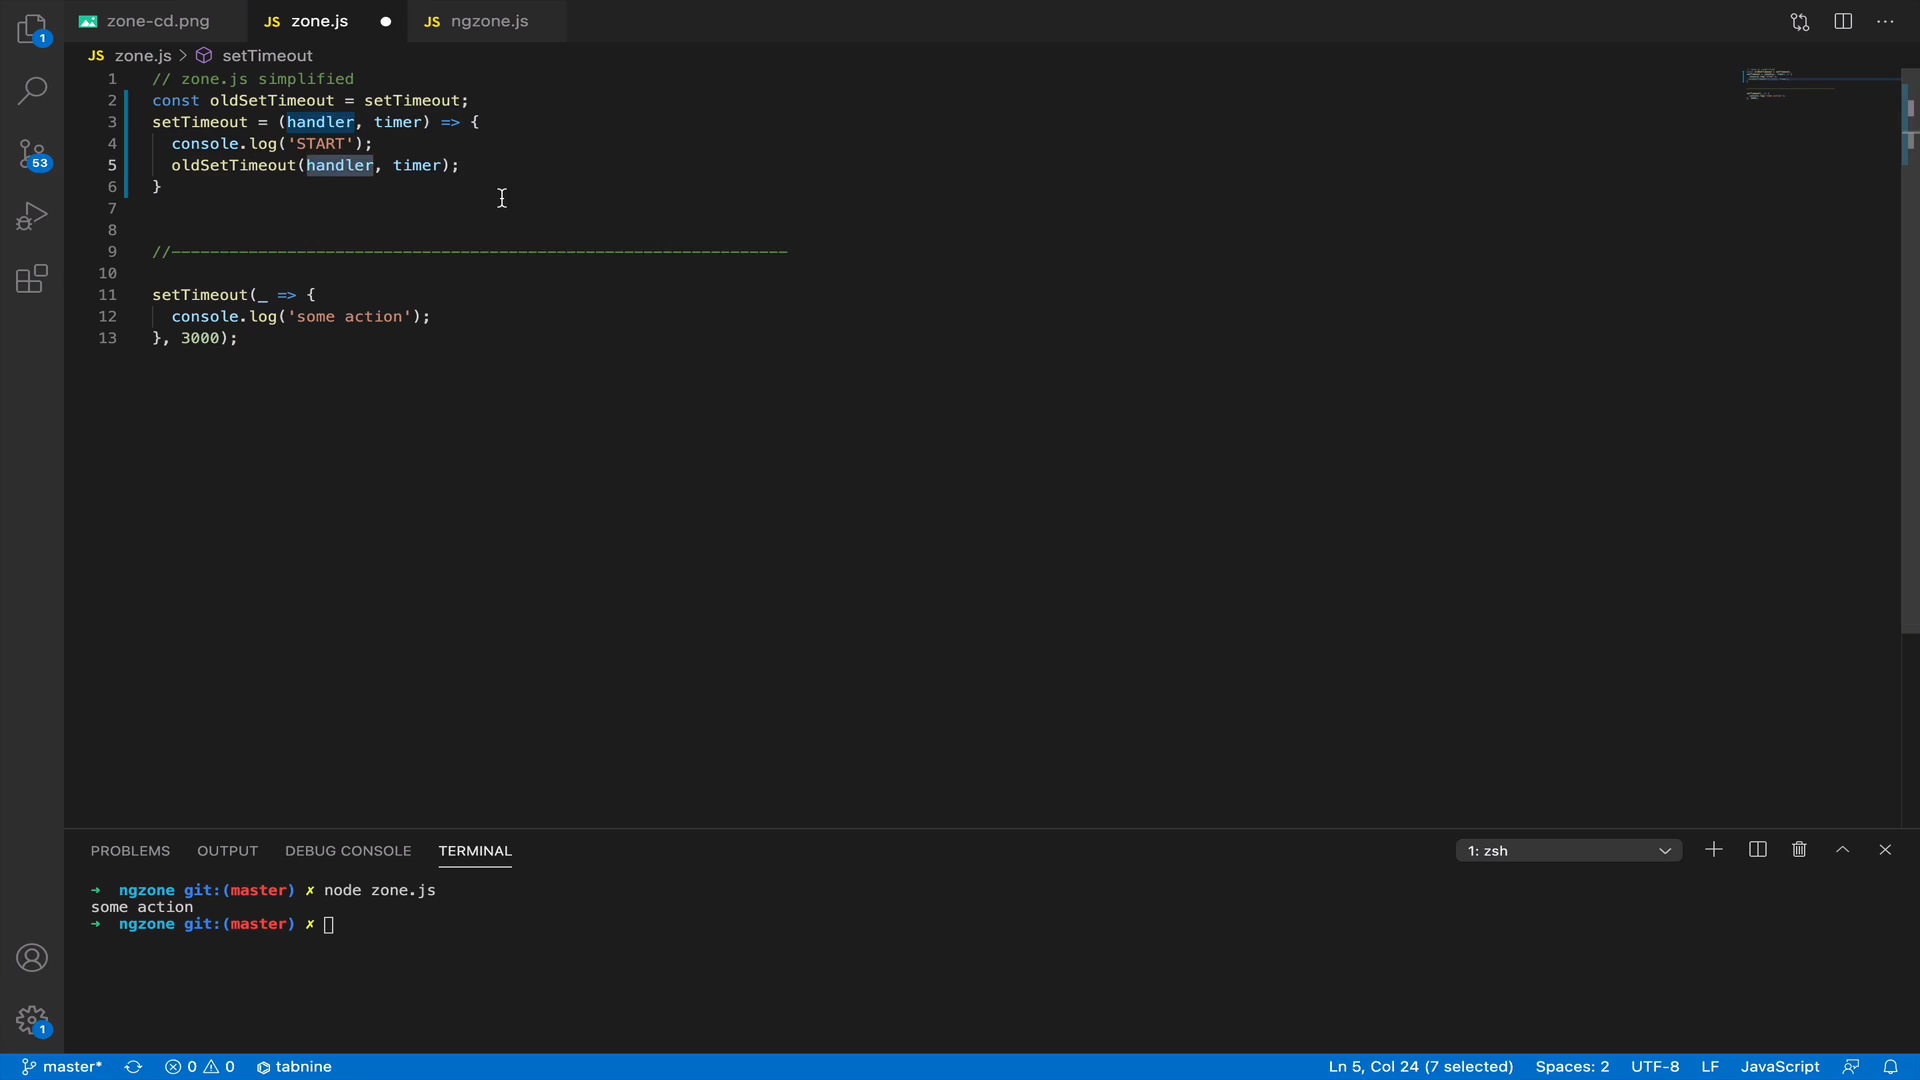 zone-cd.png JS zone.js JS ngzone.js
JS zone.js > setTimeout
1 // zone.js simplified
2 const oldSetTimeout = setTimeout;
3 setTimeout = (handler, timer) => {
4 console.log('START');
5 oldSetTimeout(handler, timer);
6 }
7
8
9 //----------------------------------------------------------------
10
11 setTimeout(_ => {
12 console.log('some action');
13 }, 3000);
1
53
1
PROBLEMS OUTPUT DEBUG CONSOLE TERMINAL 1: zsh
→ ngzone git:(master) ✗ node zone.js
some action
→ ngzone git:(master) ✗
master* 0 0 tabnine Ln 5, Col 24 (7 selected) Spaces: 2 UTF-8 LF JavaScript